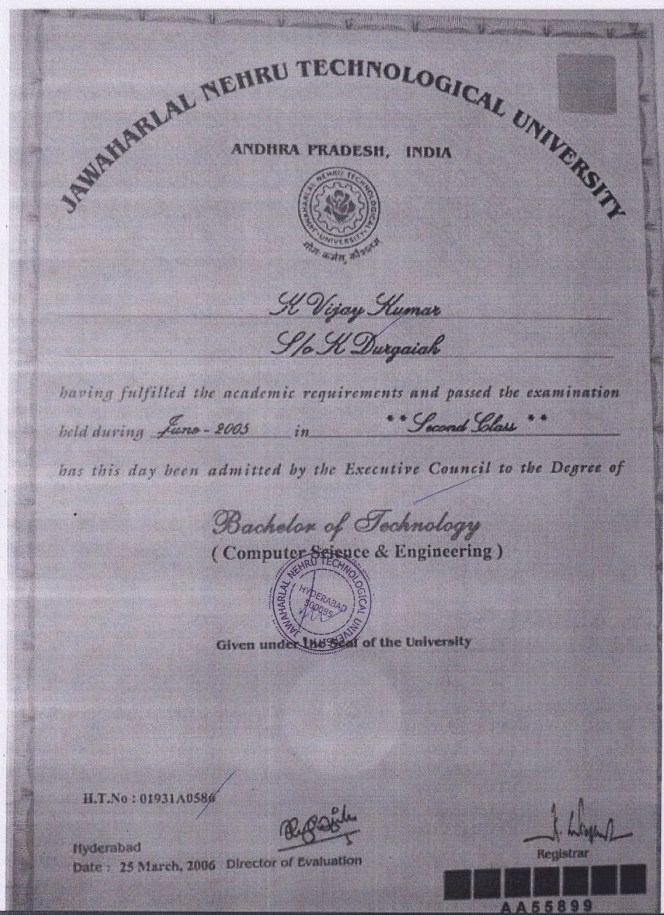 JAWAHARLAL NEHRU TECHNOLOGICAL UNIVERSITY
ANDHRA PRADESH, INDIA
JAWAHARLAL NEHRU TECHNOLOGICAL
UNIVERSITY
K Vijay Kumar
S/o K Durgaiah
having fulfilled the academic requirements and passed the examination
held during June - 2005 in ** Second Class **
has this day been admitted by the Executive Council to the Degree of
Bachelor of Technology
( Computer Science & Engineering )
JAWAHARLAL NEHRU TECHNOLOGICAL UNIVERSITY
HYDERABAD
500085
Given under the Seal of the University
H.T.No : 01931A0586
Hyderabad
Date : 25 March, 2006 Director of Evaluation
Registrar
AA55899